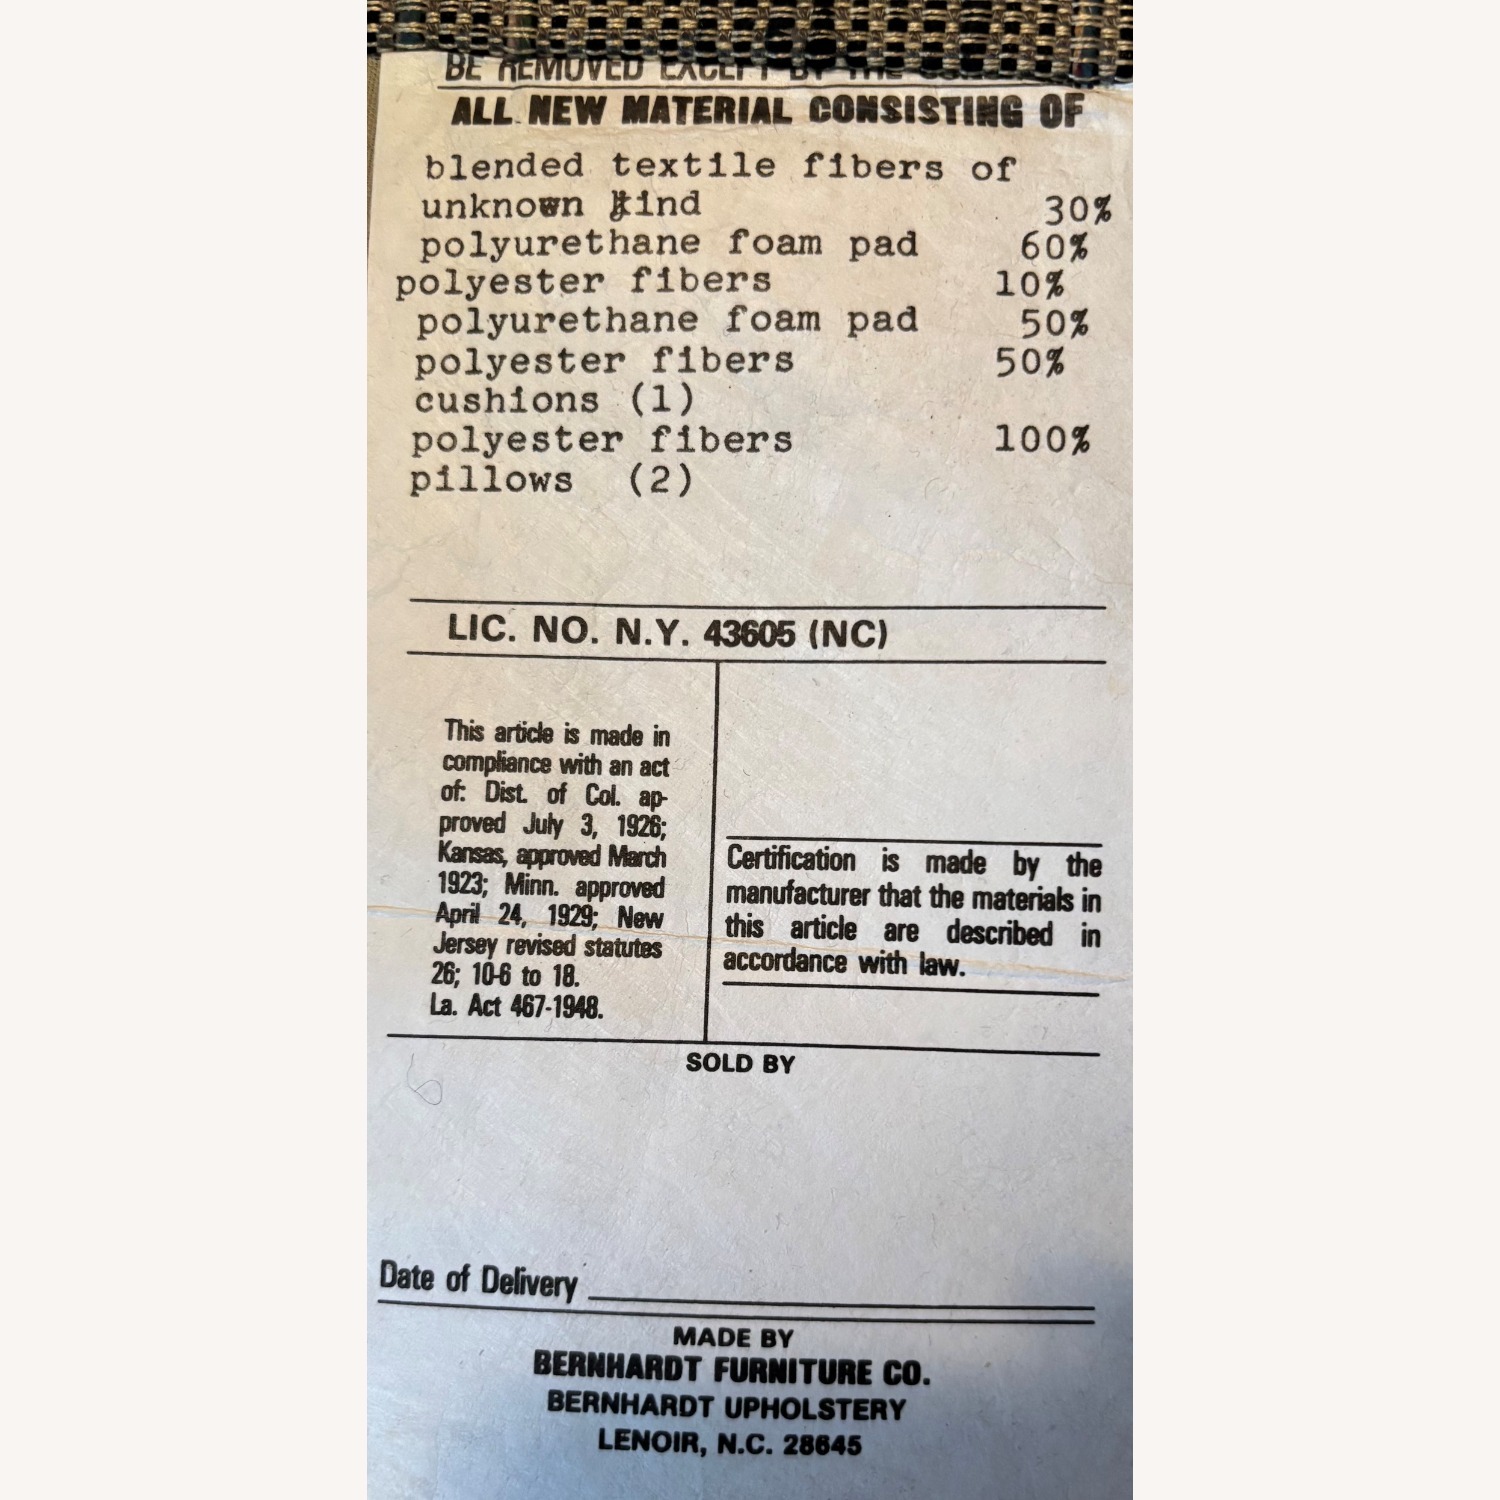 BE REMOVED EXCEPT BY THE
ALL NEW MATERIAL CONSISTING OF
blended textile fibers of
unknown kind 30%
polyurethane foam pad 60%
polyester fibers 10%
polyurethane foam pad 50%
polyester fibers 50%
cushions (1)
polyester fibers 100%
pillows (2)
LIC. NO. N.Y. 43605 (NC)
This article is made in
compliance with an act
of: Dist. of Col. ap-
proved July 3, 1926;
Kansas, approved March
1923; Minn. approved
April 24, 1929; New
Jersey revised statutes
26; 10-6 to 18.
La. Act 467-1948.
Certification is made by the
manufacturer that the materials in
this article are described in
accordance with law.
SOLD BY
Date of Delivery
MADE BY
BERNHARDT FURNITURE CO.
BERNHARDT UPHOLSTERY
LENOIR, N.C. 28645